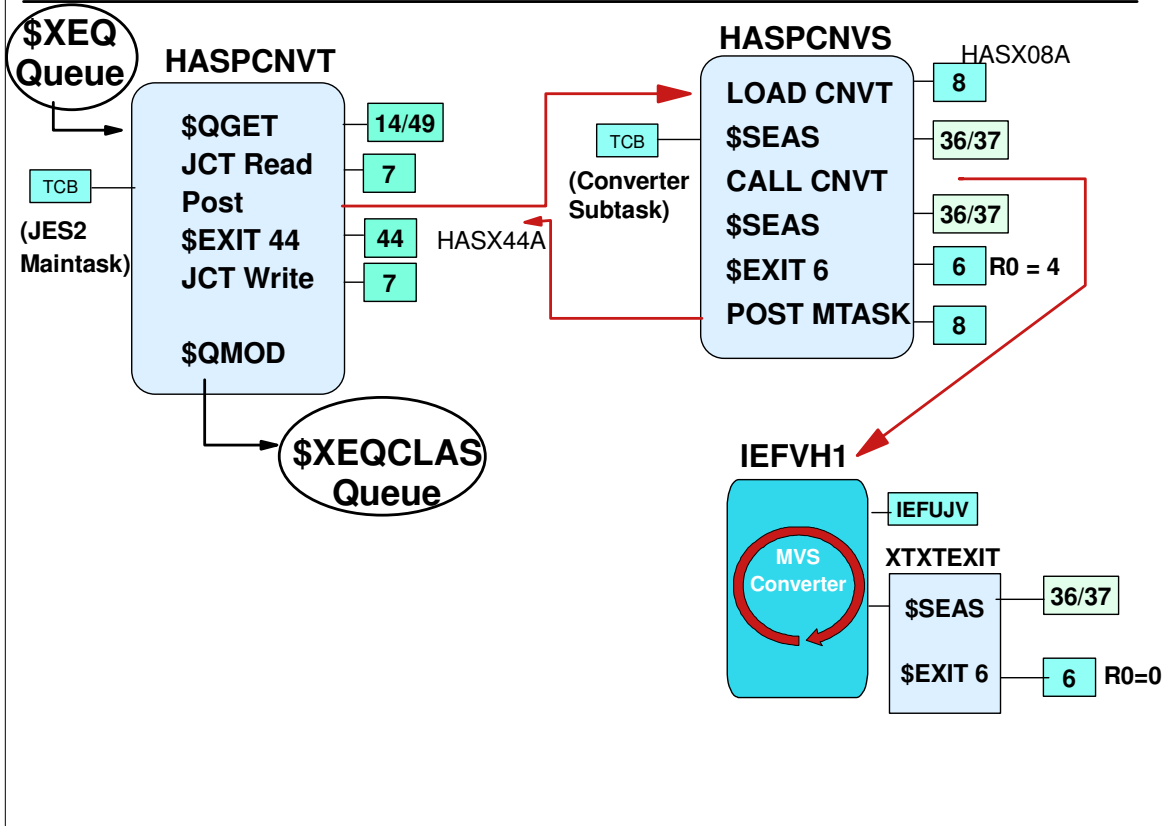 $XEQ
Queue
HASPCNVT
$QGET
14/49
JCT Read
7
Post
$EXIT 44
44
JCT Write
7
$QMOD
TCB
(JES2
Maintask)
$XEQCLAS
Queue
HASX44A
HASPCNVS
HASX08A
LOAD CNVT
8
$SEAS
36/37
CALL CNVT
$SEAS
36/37
$EXIT 6
6
R0 = 4
POST MTASK
8
TCB
(Converter
Subtask)
IEFVH1
MVS
Converter
IEFUJV
XTXTEXIT
$SEAS
36/37
$EXIT 6
6
R0=0